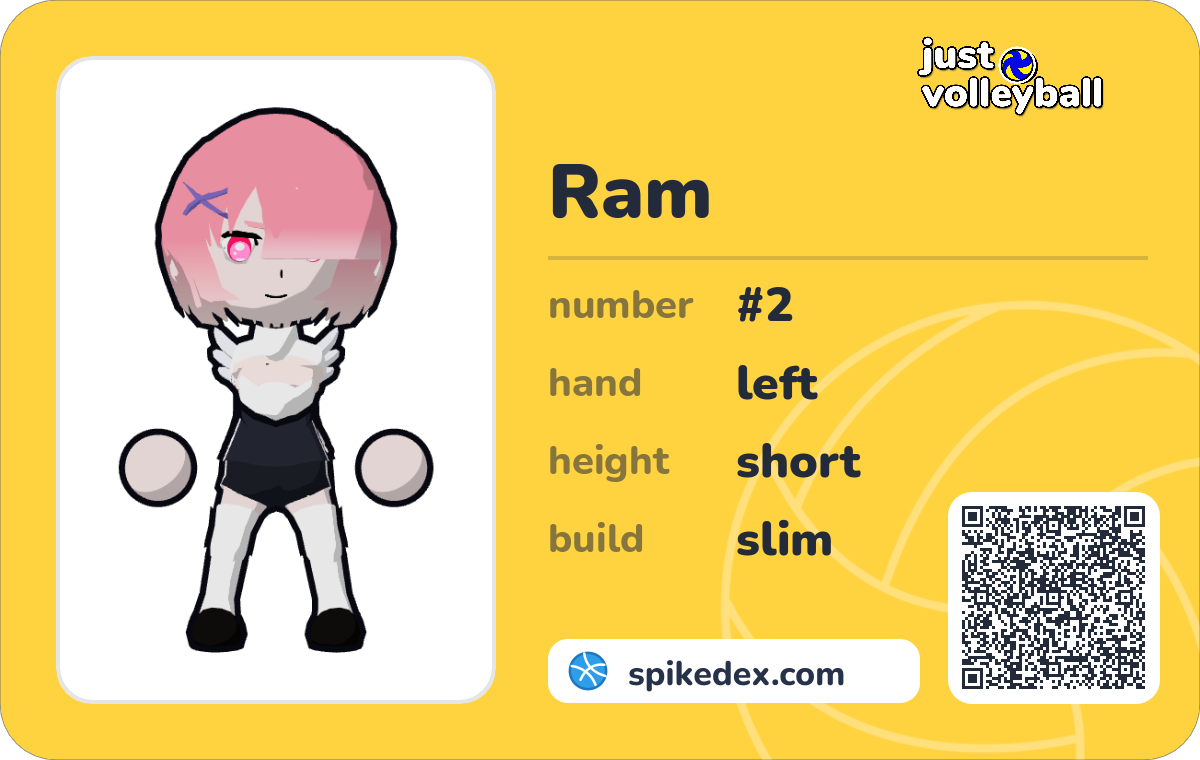 just
volleyball
Ram
number #2
hand left
height short
build slim
spikedex.com